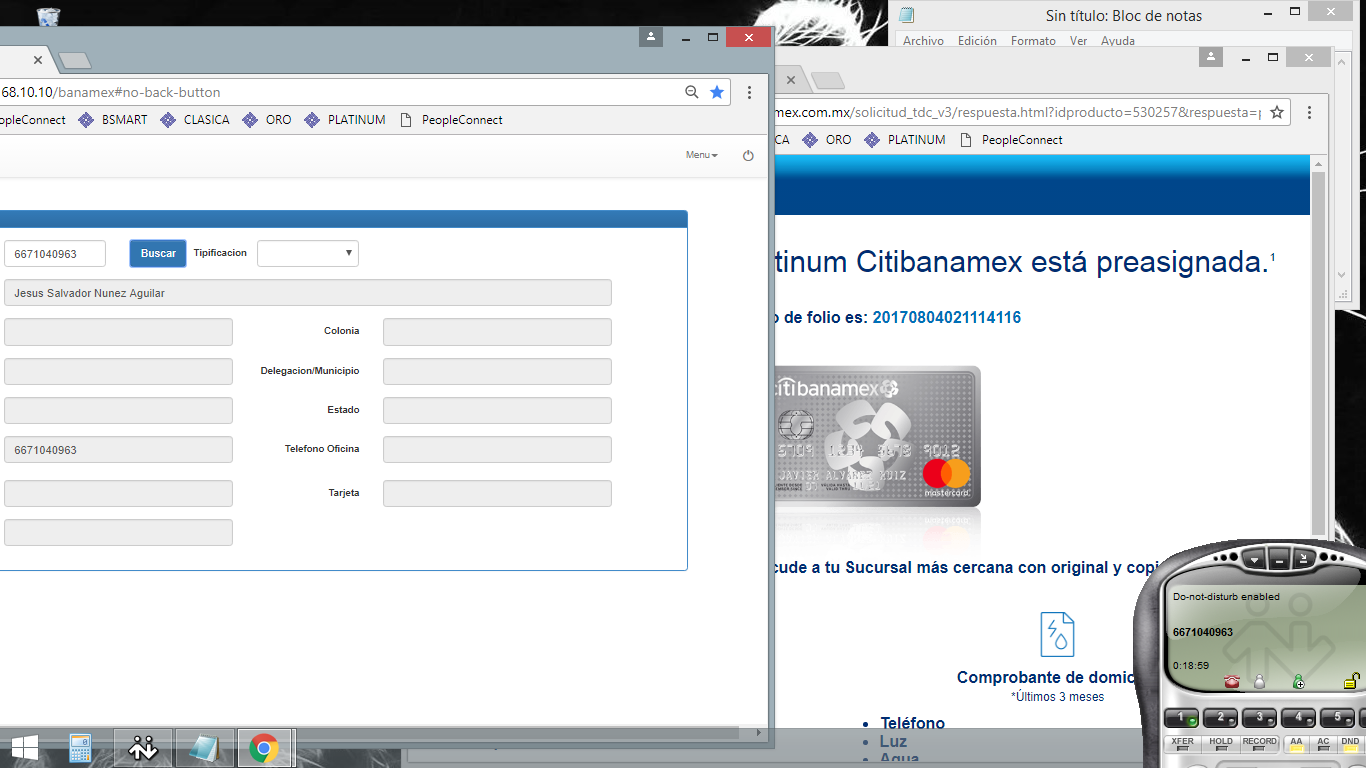 Sin título: Bloc de notas
Archivo Edición Formato Ver Ayuda
68.10.10/banamex#no-back-button
opleConnect BSMART CLASICA ORO PLATINUM PeopleConnect
Menu
6671040963 Buscar Tipificacion
Jesus Salvador Nunez Aguilar
Colonia
Delegacion/Municipio
Estado
6671040963 Telefono Oficina
Tarjeta
mex.com.mx/solicitud_tdc_v3/respuesta.html?idproducto=530257&respuesta=p
CA ORO PLATINUM PeopleConnect
tinum Citibanamex está preasignada.1
o de folio es: 20170804021114116
citibanamex
mastercard
cude a tu Sucursal más cercana con original y copi
Comprobante de domic
*Últimos 3 meses
• Teléfono
• Luz
• Agua
Do-not-disturb enabled
6671040963
0:18:59
1 2 3 4 5
XFER HOLD RECORD AA AC DND